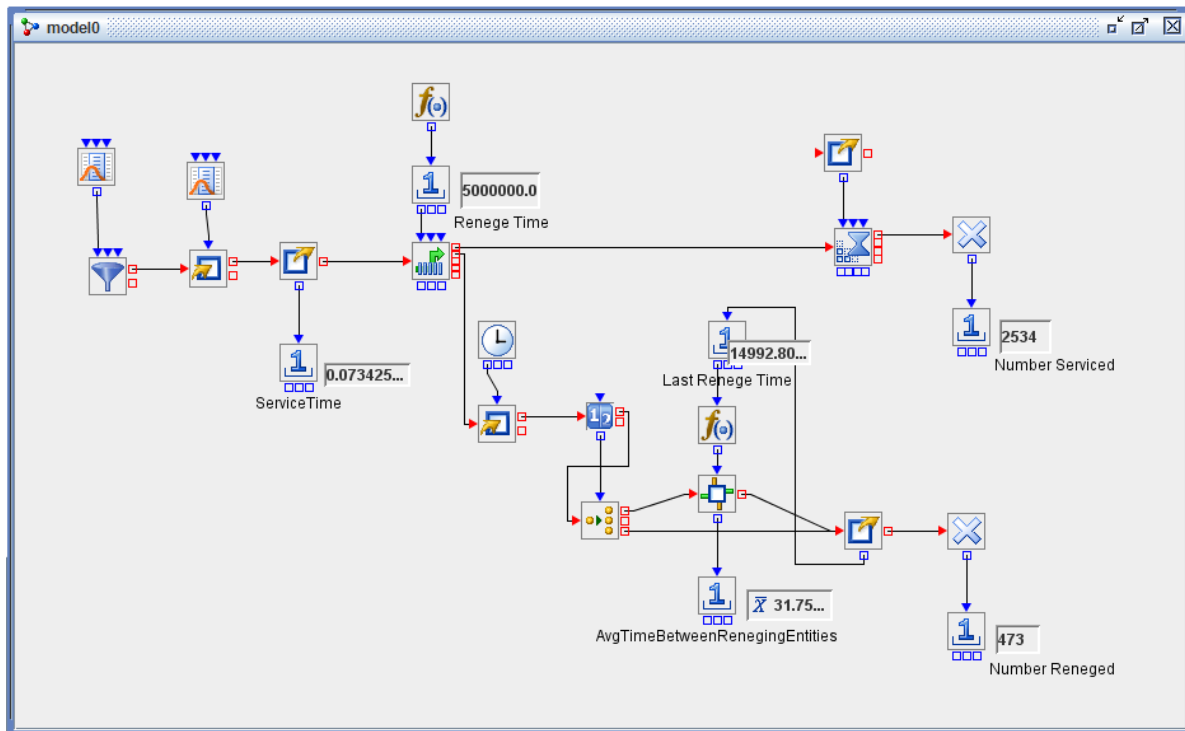 model0
5000000.0
Renege Time
0.073425...
ServiceTime
14992.80...
Last Renege Time
2534
Number Serviced
X̅ 31.75...
AvgTimeBetweenRenegingEntities
473
Number Reneged